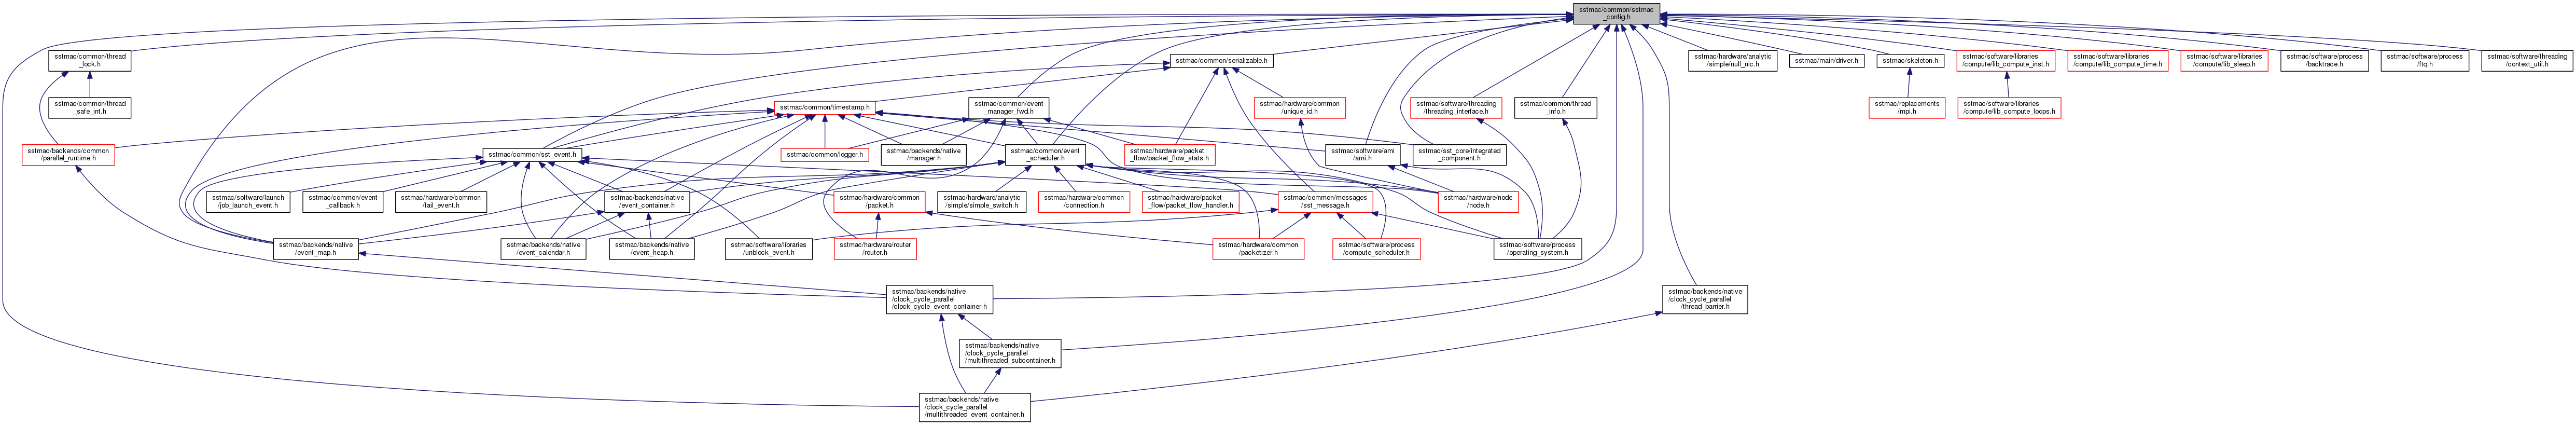 sstmac/common/sstmac
_config.h
sstmac/common/thread
_lock.h
sstmac/common/serializable.h
sstmac/hardware/analytic
/simple/null_nic.h
sstmac/main/driver.h
sstmac/skeleton.h
sstmac/software/libraries
/compute/lib_compute_inst.h
sstmac/software/libraries
/compute/lib_compute_time.h
sstmac/software/libraries
/compute/lib_sleep.h
sstmac/software/process
/backtrace.h
sstmac/software/process
/ftq.h
sstmac/software/threading
/context_util.h
sstmac/common/thread
_safe_int.h
sstmac/common/timestamp.h
sstmac/common/event
_manager_fwd.h
sstmac/hardware/common
/unique_id.h
sstmac/software/threading
/threading_interface.h
sstmac/common/thread
_info.h
sstmac/replacements
/mpi.h
sstmac/software/libraries
/compute/lib_compute_loops.h
sstmac/backends/common
/parallel_runtime.h
sstmac/common/sst_event.h
sstmac/common/logger.h
sstmac/backends/native
/manager.h
sstmac/common/event
_scheduler.h
sstmac/hardware/packet
_flow/packet_flow_stats.h
sstmac/software/ami
/ami.h
sstmac/sst_core/integrated
_component.h
sstmac/software/launch
/job_launch_event.h
sstmac/common/event
_callback.h
sstmac/hardware/common
/fail_event.h
sstmac/backends/native
/event_container.h
sstmac/hardware/common
/packet.h
sstmac/hardware/analytic
/simple/simple_switch.h
sstmac/hardware/common
/connection.h
sstmac/hardware/packet
_flow/packet_flow_handler.h
sstmac/common/messages
/sst_message.h
sstmac/hardware/node
/node.h
sstmac/backends/native
/event_map.h
sstmac/backends/native
/event_calendar.h
sstmac/backends/native
/event_heap.h
sstmac/software/libraries
/unblock_event.h
sstmac/hardware/router
/router.h
sstmac/hardware/common
/packetizer.h
sstmac/software/process
/compute_scheduler.h
sstmac/software/process
/operating_system.h
sstmac/backends/native
/clock_cycle_parallel
/clock_cycle_event_container.h
sstmac/backends/native
/clock_cycle_parallel
/thread_barrier.h
sstmac/backends/native
/clock_cycle_parallel
/multithreaded_subcontainer.h
sstmac/backends/native
/clock_cycle_parallel
/multithreaded_event_container.h